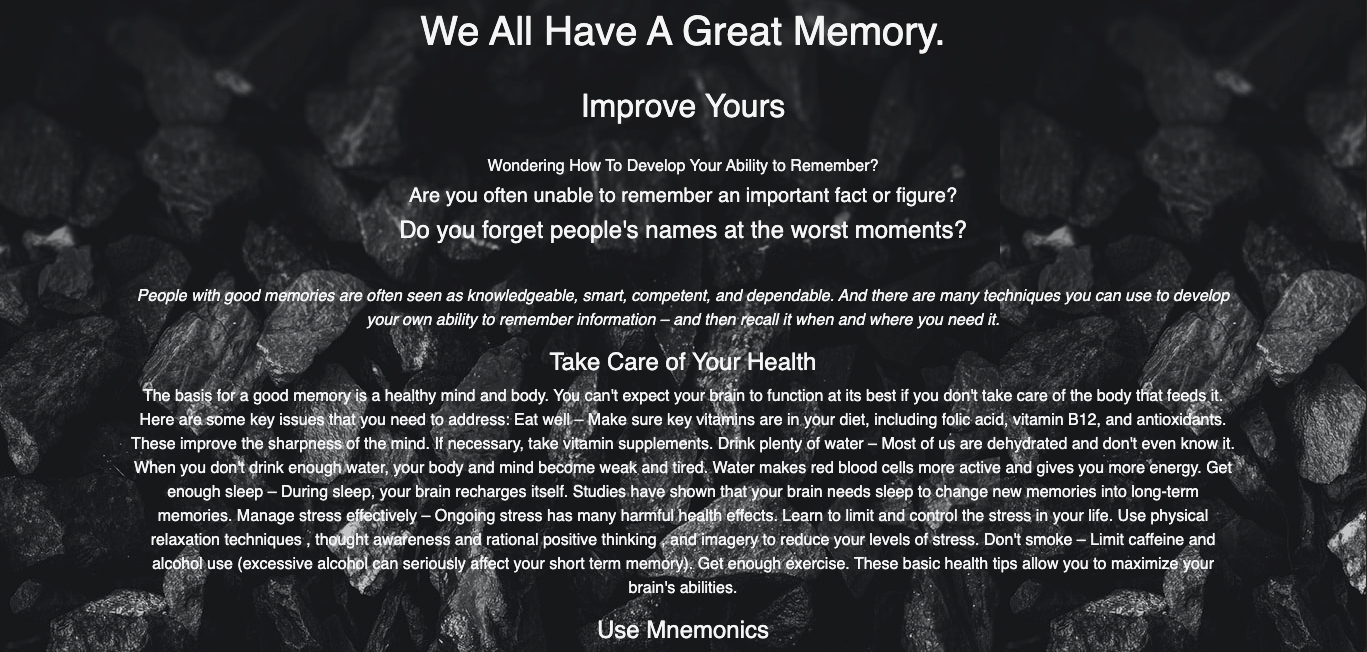 We All Have A Great Memory.
Improve Yours
Wondering How To Develop Your Ability to Remember?
Are you often unable to remember an important fact or figure?
Do you forget people's names at the worst moments?
People with good memories are often seen as knowledgeable, smart, competent, and dependable. And there are many techniques you can use to develop
your own ability to remember information – and then recall it when and where you need it.
Take Care of Your Health
The basis for a good memory is a healthy mind and body. You can't expect your brain to function at its best if you don't take care of the body that feeds it.
Here are some key issues that you need to address: Eat well – Make sure key vitamins are in your diet, including folic acid, vitamin B12, and antioxidants.
These improve the sharpness of the mind. If necessary, take vitamin supplements. Drink plenty of water – Most of us are dehydrated and don't even know it.
When you don't drink enough water, your body and mind become weak and tired. Water makes red blood cells more active and gives you more energy. Get
enough sleep – During sleep, your brain recharges itself. Studies have shown that your brain needs sleep to change new memories into long-term
memories. Manage stress effectively – Ongoing stress has many harmful health effects. Learn to limit and control the stress in your life. Use physical
relaxation techniques , thought awareness and rational positive thinking , and imagery to reduce your levels of stress. Don't smoke – Limit caffeine and
alcohol use (excessive alcohol can seriously affect your short term memory). Get enough exercise. These basic health tips allow you to maximize your
brain's abilities.
Use Mnemonics